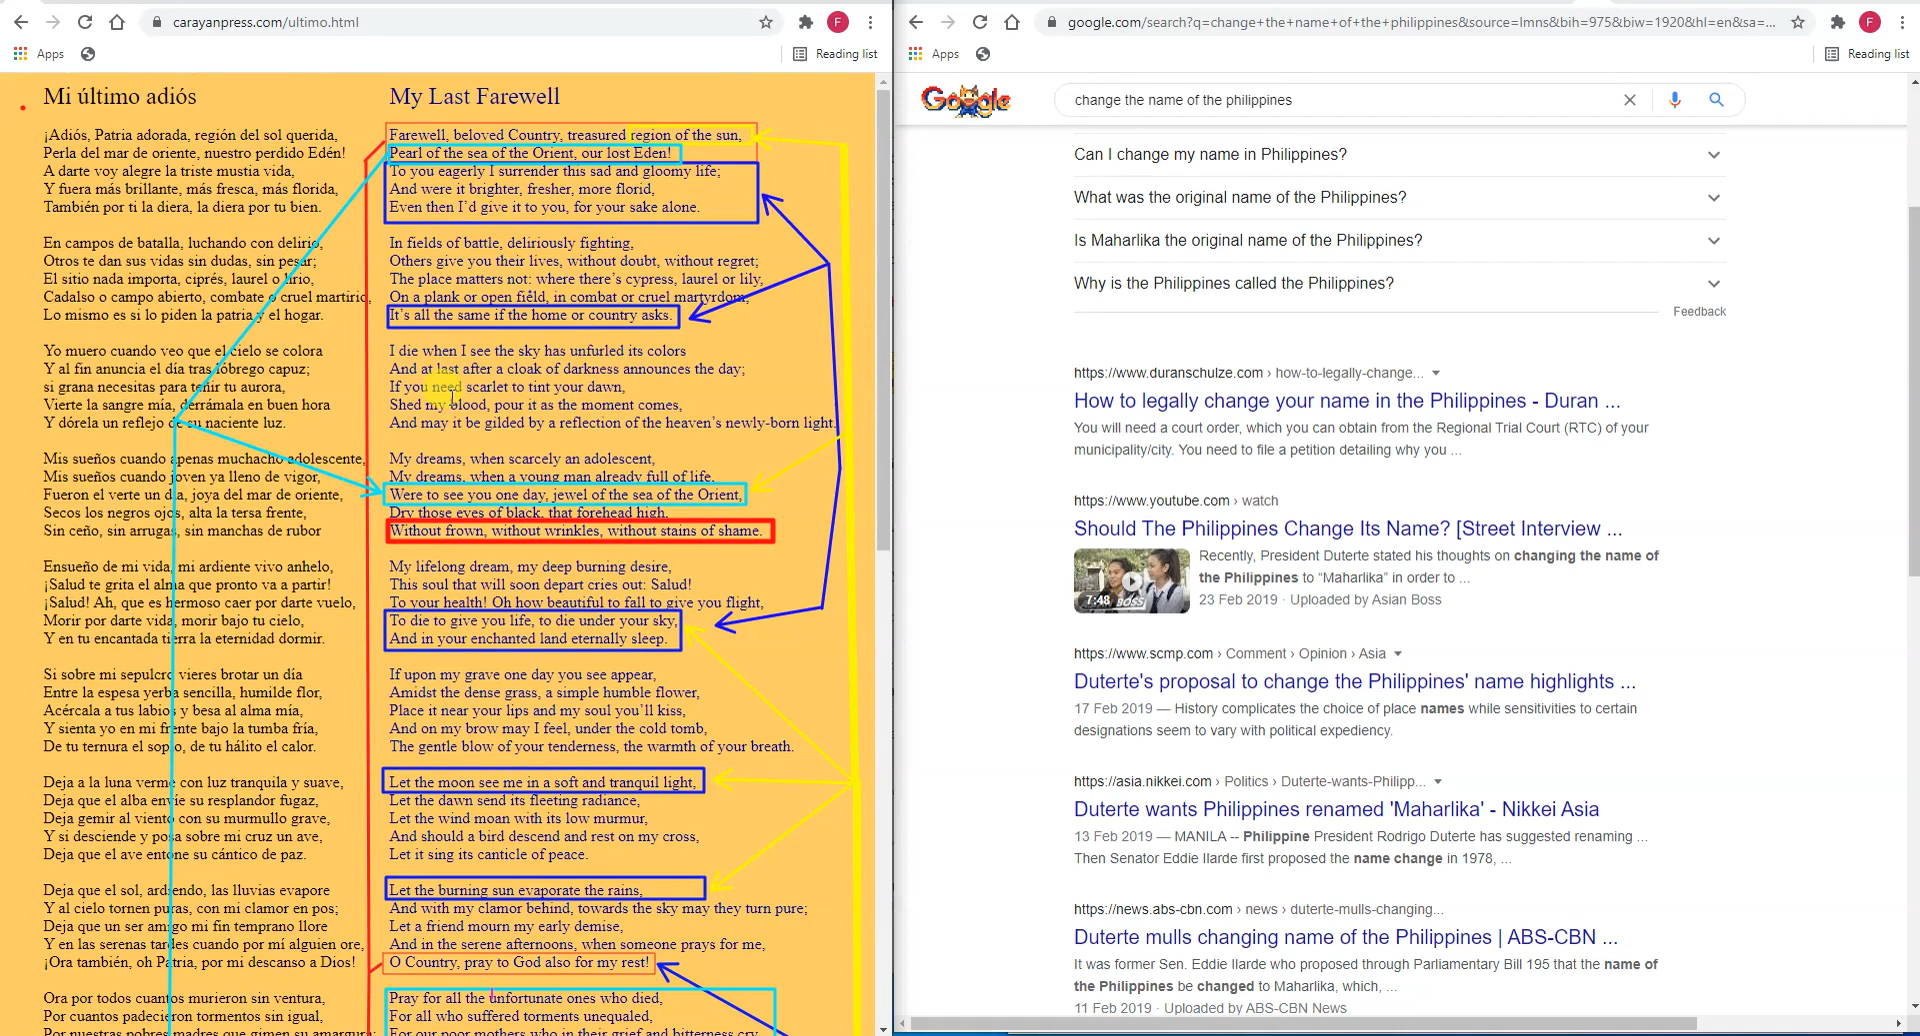 carayanpress.com/ultimo.html
F
Apps
Reading list
Mi último adiós
¡Adiós, Patria adorada, región del sol querida,
Perla del mar de oriente, nuestro perdido Edén!
A darte voy alegre la triste mustia vida,
Y fuera más brillante, más fresca, más florida,
También por ti la diera, la diera por tu bien.
En campos de batalla, luchando con delirio,
Otros te dan sus vidas sin dudas, sin pesar;
El sitio nada importa, ciprés, laurel o lirio,
Cadalso o campo abierto, combate o cruel martirio,
Lo mismo es si lo piden la patria y el hogar.
Yo muero cuando veo que el cielo se colora
Y al fin anuncia el día tras lóbrego capuz;
si grana necesitas para teñir tu aurora,
Vierte la sangre mía, derrámala en buen hora
Y dórela un reflejo de su naciente luz.
Mis sueños cuando apenas muchacho adolescente,
Mis sueños cuando joven ya lleno de vigor,
Fueron el verte un día, joya del mar de oriente,
Secos los negros ojos, alta la tersa frente,
Sin ceño, sin arrugas, sin manchas de rubor
Ensueño de mi vida, mi ardiente vivo anhelo,
¡Salud te grita el alma que pronto va a partir!
¡Salud! Ah, que es hermoso caer por darte vuelo,
Morir por darte vida, morir bajo tu cielo,
Y en tu encantada tierra la eternidad dormir.
Si sobre mi sepulcro vieres brotar un día
Entre la espesa yerba sencilla, humilde flor,
Acércala a tus labios y besa al alma mía,
Y sienta yo en mi frente bajo la tumba fría,
De tu ternura el soplo, de tu hálito el calor.
Deja a la luna verme con luz tranquila y suave,
Deja que el alba envíe su resplandor fugaz,
Deja gemir al viento con su murmullo grave,
Y si desciende y posa sobre mi cruz un ave,
Deja que el ave entone su cántico de paz.
Deja que el sol, ardiendo, las lluvias evapore
Y al cielo tornen puras, con mi clamor en pos;
Deja que un ser amigo mi fin temprano llore
Y en las serenas tardes cuando por mí alguien ore,
¡Ora también, oh Patria, por mi descanso a Dios!
Ora por todos cuantos murieron sin ventura,
Por cuantos padecieron tormentos sin igual,
Por nuestras pobres madres que gimen su amargura;
My Last Farewell
Farewell, beloved Country, treasured region of the sun,
Pearl of the sea of the Orient, our lost Eden!
To you eagerly I surrender this sad and gloomy life;
And were it brighter, fresher, more florid,
Even then I'd give it to you, for your sake alone.
In fields of battle, deliriously fighting,
Others give you their lives, without doubt, without regret;
The place matters not: where there's cypress, laurel or lily,
On a plank or open field, in combat or cruel martyrdom,
It's all the same if the home or country asks.
I die when I see the sky has unfurled its colors
And at last after a cloak of darkness announces the day;
If you need scarlet to tint your dawn,
Shed my blood, pour it as the moment comes,
And may it be gilded by a reflection of the heaven's newly-born light.
My dreams, when scarcely an adolescent,
My dreams, when a young man already full of life,
Were to see you one day, jewel of the sea of the Orient,
Dry those eyes of black, that forehead high,
Without frown, without wrinkles, without stains of shame.
My lifelong dream, my deep burning desire,
This soul that will soon depart cries out: Salud!
To your health! Oh how beautiful to fall to give you flight,
To die to give you life, to die under your sky,
And in your enchanted land eternally sleep.
If upon my grave one day you see appear,
Amidst the dense grass, a simple humble flower,
Place it near your lips and my soul you'll kiss,
And on my brow may I feel, under the cold tomb,
The gentle blow of your tenderness, the warmth of your breath.
Let the moon see me in a soft and tranquil light,
Let the dawn send its fleeting radiance,
Let the wind moan with its low murmur,
And should a bird descend and rest on my cross,
Let it sing its canticle of peace.
Let the burning sun evaporate the rains,
And with my clamor behind, towards the sky may they turn pure;
Let a friend mourn my early demise,
And in the serene afternoons, when someone prays for me,
O Country, pray to God also for my rest!
Pray for all the unfortunate ones who died,
For all who suffered torments unequaled,
For our poor mothers who in their grief and bitterness cry
google.com/search?q=change+the+name+of+the+philippines&source=lmns&bih=975&biw=1920&hl=en&sa=...
F
Apps
Reading list
Google
change the name of the philippines
Can I change my name in Philippines?
What was the original name of the Philippines?
Is Maharlika the original name of the Philippines?
Why is the Philippines called the Philippines?
Feedback
https://www.duranschulze.com › how-to-legally-change...
How to legally change your name in the Philippines - Duran ...
You will need a court order, which you can obtain from the Regional Trial Court (RTC) of your
municipality/city. You need to file a petition detailing why you ...
https://www.youtube.com › watch
Should The Philippines Change Its Name? [Street Interview ...
Recently, President Duterte stated his thoughts on changing the name of
the Philippines to “Maharlika” in order to ...
7:48 BOSS
23 Feb 2019 · Uploaded by Asian Boss
https://www.scmp.com › Comment › Opinion › Asia
Duterte's proposal to change the Philippines' name highlights ...
17 Feb 2019 — History complicates the choice of place names while sensitivities to certain
designations seem to vary with political expediency.
https://asia.nikkei.com › Politics › Duterte-wants-Philipp...
Duterte wants Philippines renamed 'Maharlika' - Nikkei Asia
13 Feb 2019 — MANILA -- Philippine President Rodrigo Duterte has suggested renaming ...
Then Senator Eddie Ilarde first proposed the name change in 1978, ...
https://news.abs-cbn.com › news › duterte-mulls-changing...
Duterte mulls changing name of the Philippines | ABS-CBN ...
It was former Sen. Eddie Ilarde who proposed through Parliamentary Bill 195 that the name of
the Philippines be changed to Maharlika, which, ...
11 Feb 2019 · Uploaded by ABS-CBN News